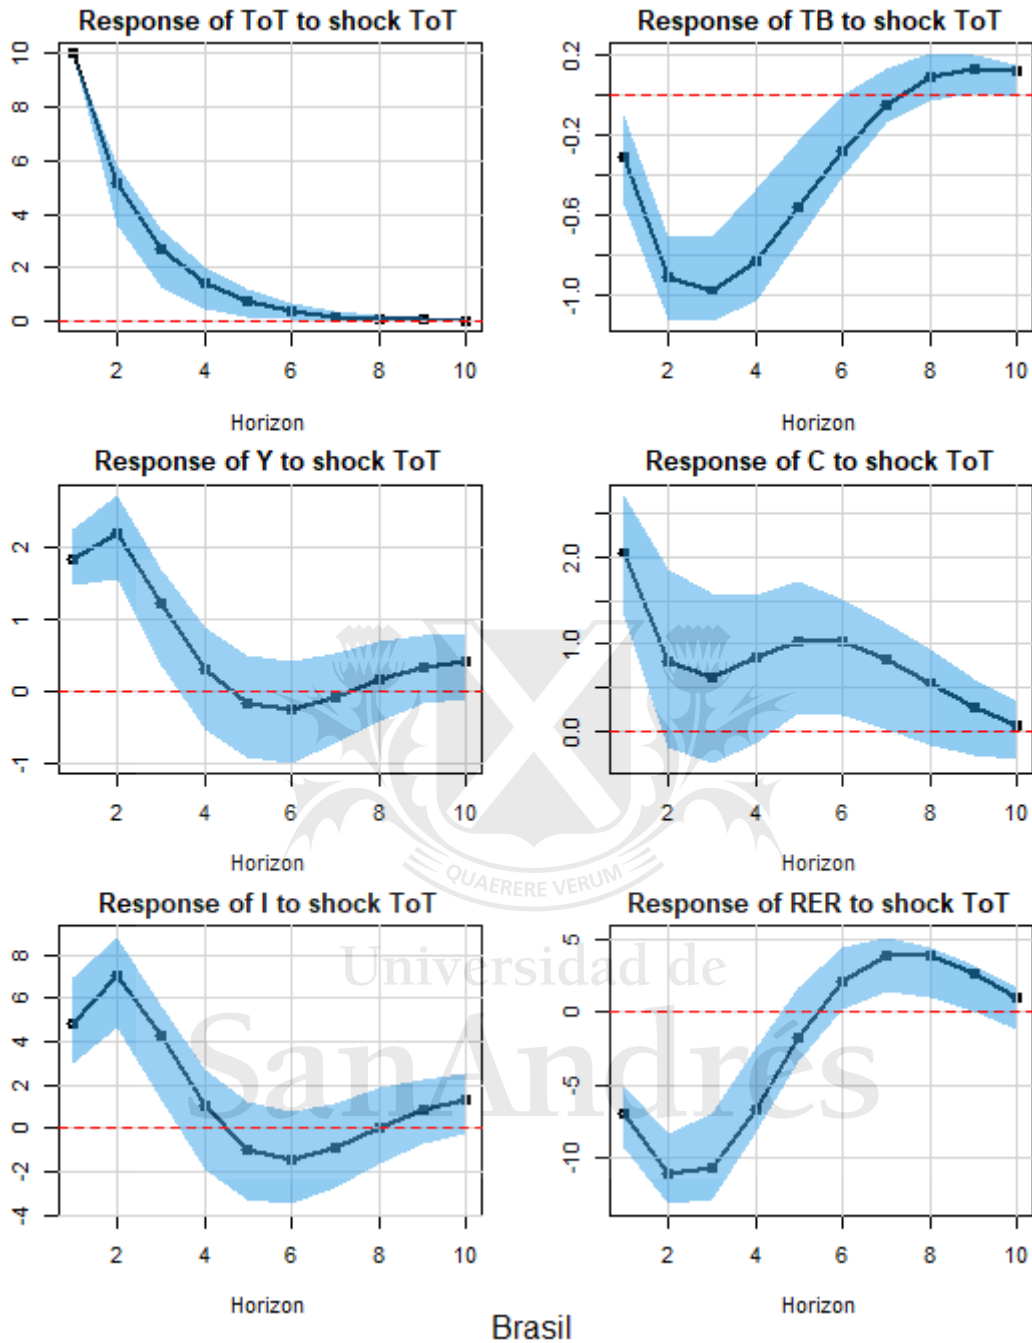 Response of ToT to shock ToT
Response of TB to shock ToT
10
8
6
4
2
0
0.2
-0.2
-0.6
-1.0
2 4 6 8 10
2 4 6 8 10
Horizon
Horizon
Response of Y to shock ToT
Response of C to shock ToT
2
1
0
-1
2.0
1.0
0.0
2 4 6 8 10
2 4 6 8 10
Horizon
Horizon
QUAERERE VERUM
Response of I to shock ToT
Response of RER to shock ToT
8
6
4
2
0
-2
-4
5
0
-5
-10
Universidad de
SanAndrés
2 4 6 8 10
2 4 6 8 10
Horizon
Horizon
Brasil